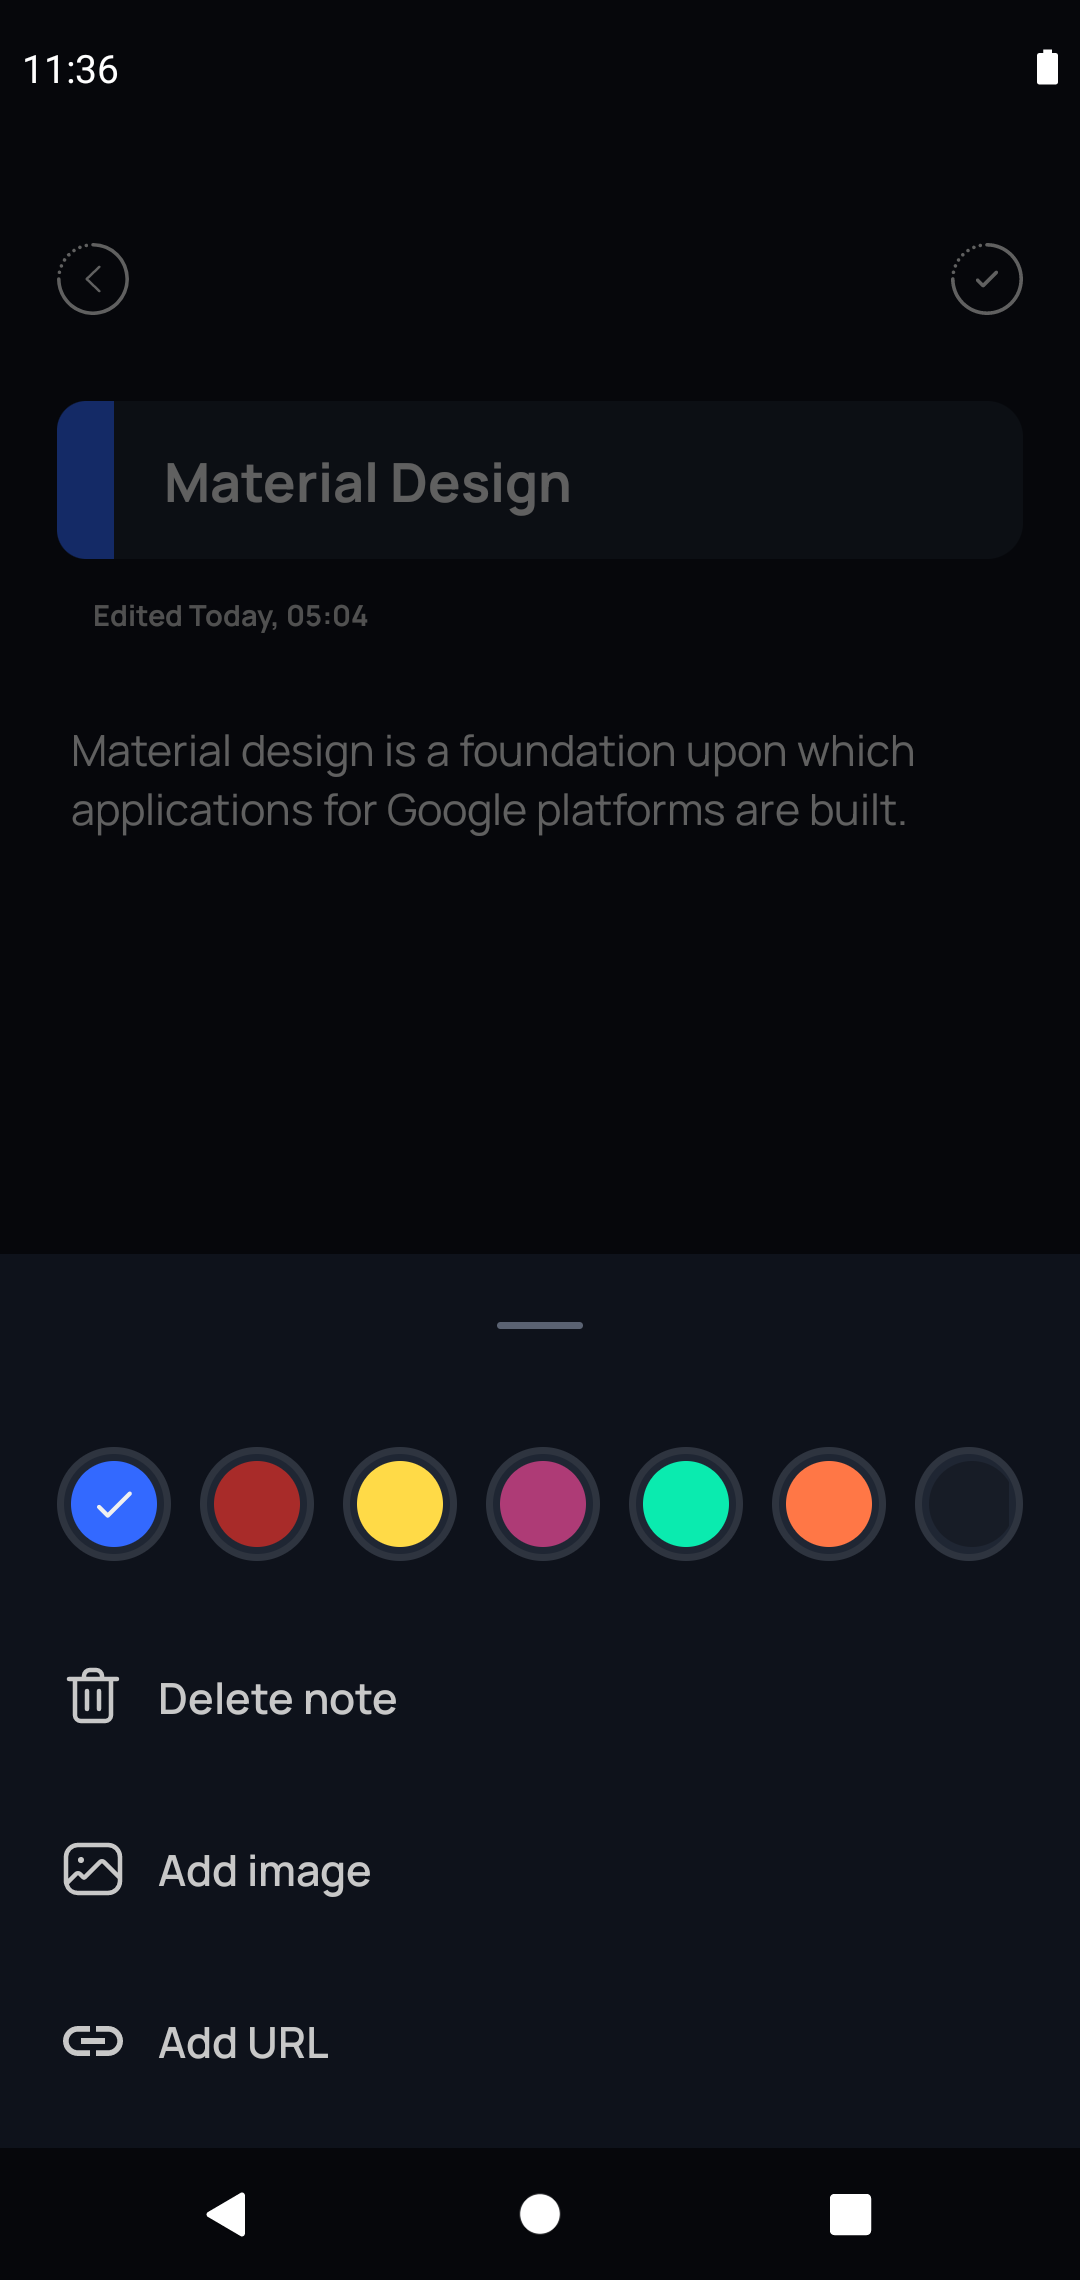 11:36
Material Design
Edited Today, 05:04
Material design is a foundation upon which
applications for Google platforms are built.
Delete note
Add image
Add URL